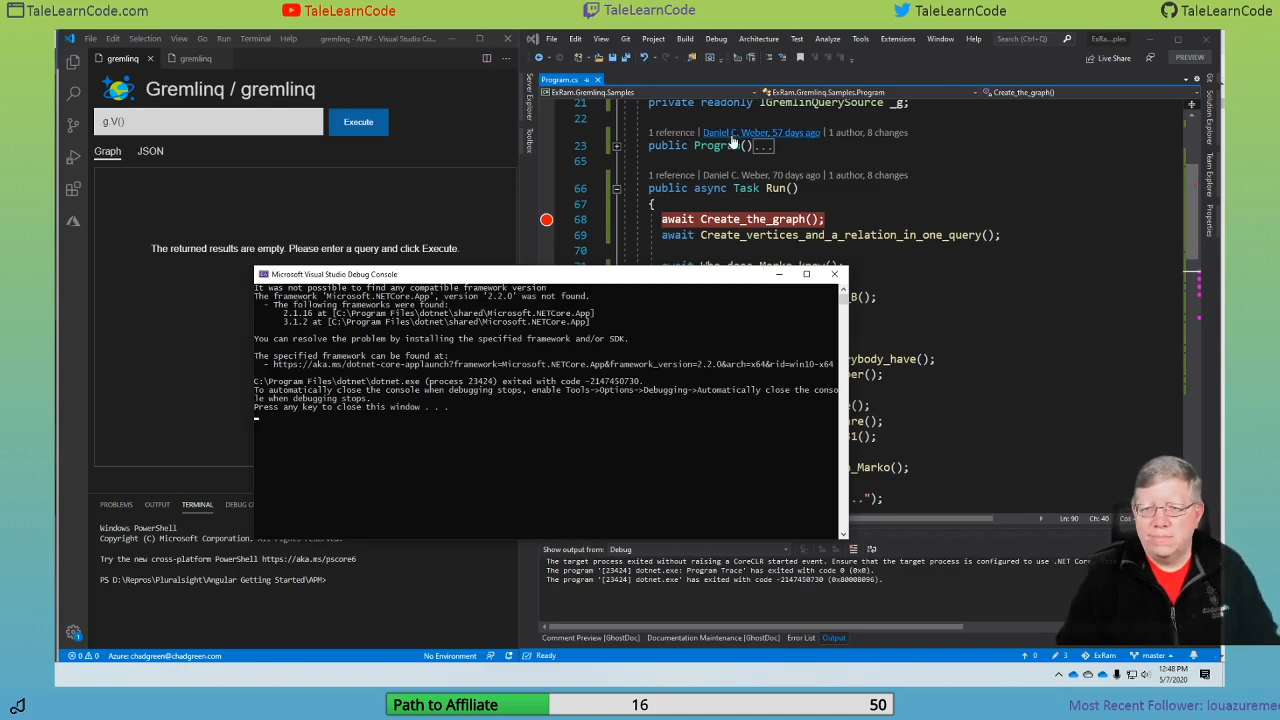 TaleLearnCode.com
TaleLearnCode
TaleLearnCode
TaleLearnCode
TaleLearnCode
File Edit Selection View Go Run Terminal Help gremlinq - APM - Visual Studio Co...
gremlinq
gremlinq
Gremlinq / gremlinq
g.V()
Execute
Graph JSON
The returned results are empty. Please enter a query and click Execute.
PROBLEMS OUTPUT TERMINAL
Windows PowerShell
Copyright (C) Microsoft Corporation. All rights reserved.
Try the new cross-platform PowerShell https://aka.ms/pscore6
PS D:\Repros\Pluralsight\Angular Getting Started\APM>
0 0 Azure: chadgreen@chadgreen.com No Environment
File Edit View Git Project Build Debug Architecture Test Analyze Tools Extensions Window Help Search (Ctrl+Q) ExRa...ples
Live Share PREVIEW
Server Explorer
Toolbox
Program.cs
ExRam.Gremlinq.Samples ExRam.Gremlinq.Samples.Program Create_the_graph()
21 private readonly IGremlinQuerySource _g;
22
1 reference | Daniel C. Weber, 57 days ago | 1 author, 8 changes
23 public Program()...
65
1 reference | Daniel C. Weber, 70 days ago | 1 author, 8 changes
66 public async Task Run()
67 {
68 await Create_the_graph();
69 await Create_vertices_and_a_relation_in_one_query();
70
Git
Solution Explorer
Team Explorer
Properties
Microsoft Visual Studio Debug Console
It was not possible to find any compatible framework version
The framework 'Microsoft.NETCore.App', version '2.2.0' was not found.
- The following frameworks were found:
2.1.16 at [C:\Program Files\dotnet\shared\Microsoft.NETCore.App]
3.1.2 at [C:\Program Files\dotnet\shared\Microsoft.NETCore.App]
You can resolve the problem by installing the specified framework and/or SDK.
The specified framework can be found at:
- https://aka.ms/dotnet-core-applaunch?framework=Microsoft.NETCore.App&framework_version=2.2.0&arch=x64&rid=win10-x64
C:\Program Files\dotnet\dotnet.exe (process 23424) exited with code -2147450730.
To automatically close the console when debugging stops, enable Tools->Options->Debugging->Automatically close the conso
le when debugging stops.
Press any key to close this window . . .
Ln: 90 Ch: 40
Show output from: Debug
The target process exited without raising a CoreCLR started event. Ensure that the target process is configured to use .NET Core.
The program '[23424] dotnet.exe: Program Trace' has exited with code 0 (0x0).
The program '[23424] dotnet.exe' has exited with code -2147450730 (0x80008096).
Comment Preview [GhostDoc] Documentation Maintenance [GhostDoc] Error List Output
Ready 0 3 ExRam master
12:48 PM
5/7/2020
Path to Affiliate 16 50
Most Recent Follower: louazureme